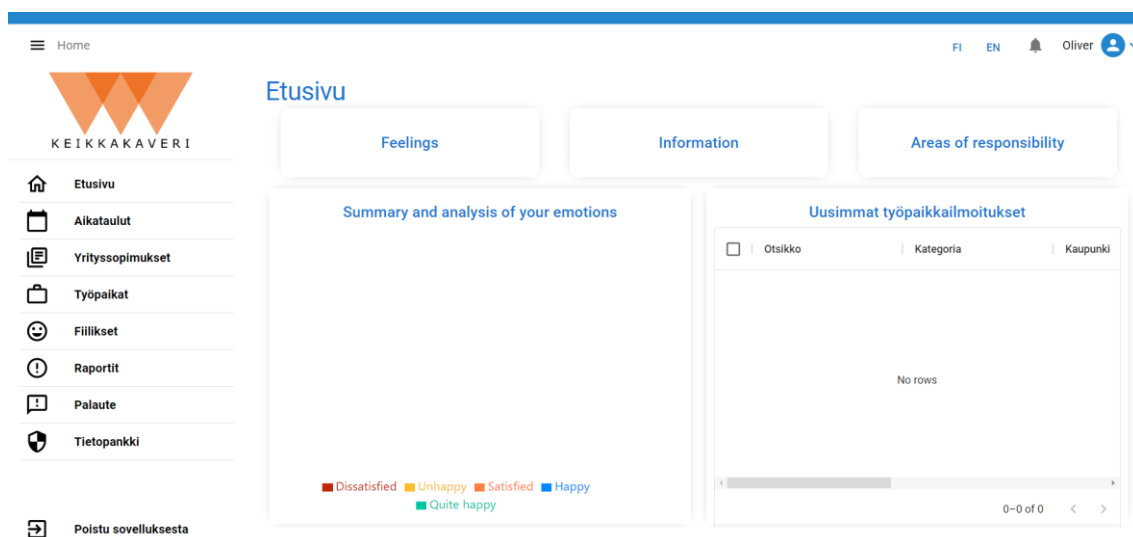 Home
FI EN Oliver
KEIKKAKAVERI
Etusivu
Aikataulut
Yrityssopimukset
Työpaikat
Fiilikset
Raportit
Palaute
Tietopankki
Poistu sovelluksesta
Etusivu
Feelings
Information
Areas of responsibility
Summary and analysis of your emotions
Dissatisfied Unhappy Satisfied Happy
Quite happy
Uusimmat työpaikkailmoitukset
Otsikko Kategoria Kaupunki
No rows
0–0 of 0